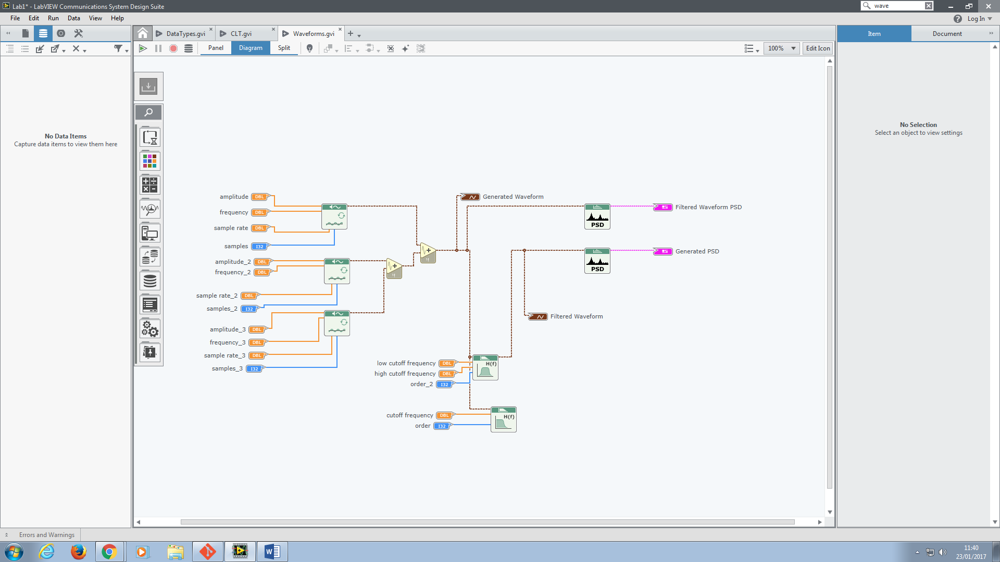 Lab1* - LabVIEW Communications System Design Suite
wave
File Edit Run Data View Help
Log In
DataTypes.gvi
CLT.gvi
Waveforms.gvi
Item
Document
Panel
Diagram
Split
100%
Edit Icon
No Data Items
Capture data items to view them here
No Selection
Select an object to view settings
amplitude DBL
frequency DBL
sample rate DBL
samples I32
amplitude_2 DBL
frequency_2 DBL
sample rate_2 DBL
samples_2 I32
amplitude_3 DBL
frequency_3 DBL
sample rate_3 DBL
samples_3 I32
Generated Waveform
PSD
Filtered Waveform PSD
PSD
Generated PSD
Filtered Waveform
low cutoff frequency DBL
high cutoff frequency DBL
order_2 I32
H(f)
cutoff frequency DBL
order I32
H(f)
Errors and Warnings
11:40
23/01/2017